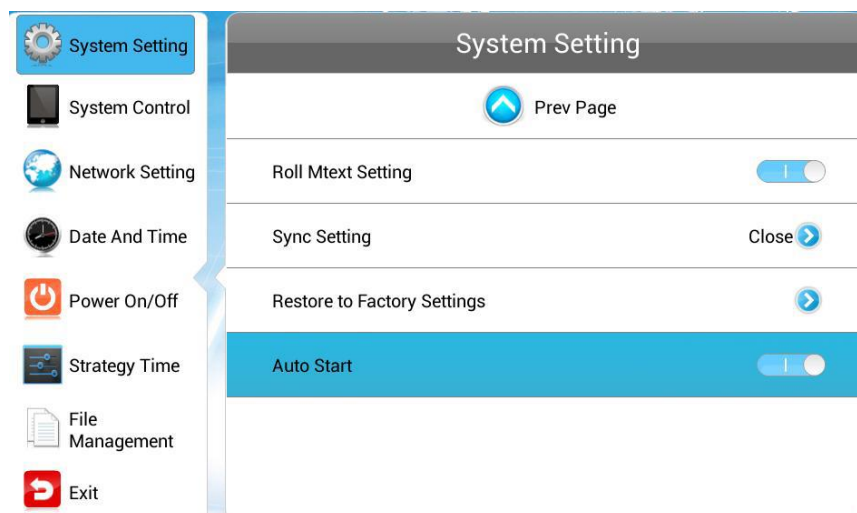 System Setting
System Control
Network Setting
Date And Time
Power On/Off
Strategy Time
File
Management
Exit
System Setting
Prev Page
Roll Mtext Setting
Sync Setting Close
Restore to Factory Settings
Auto Start